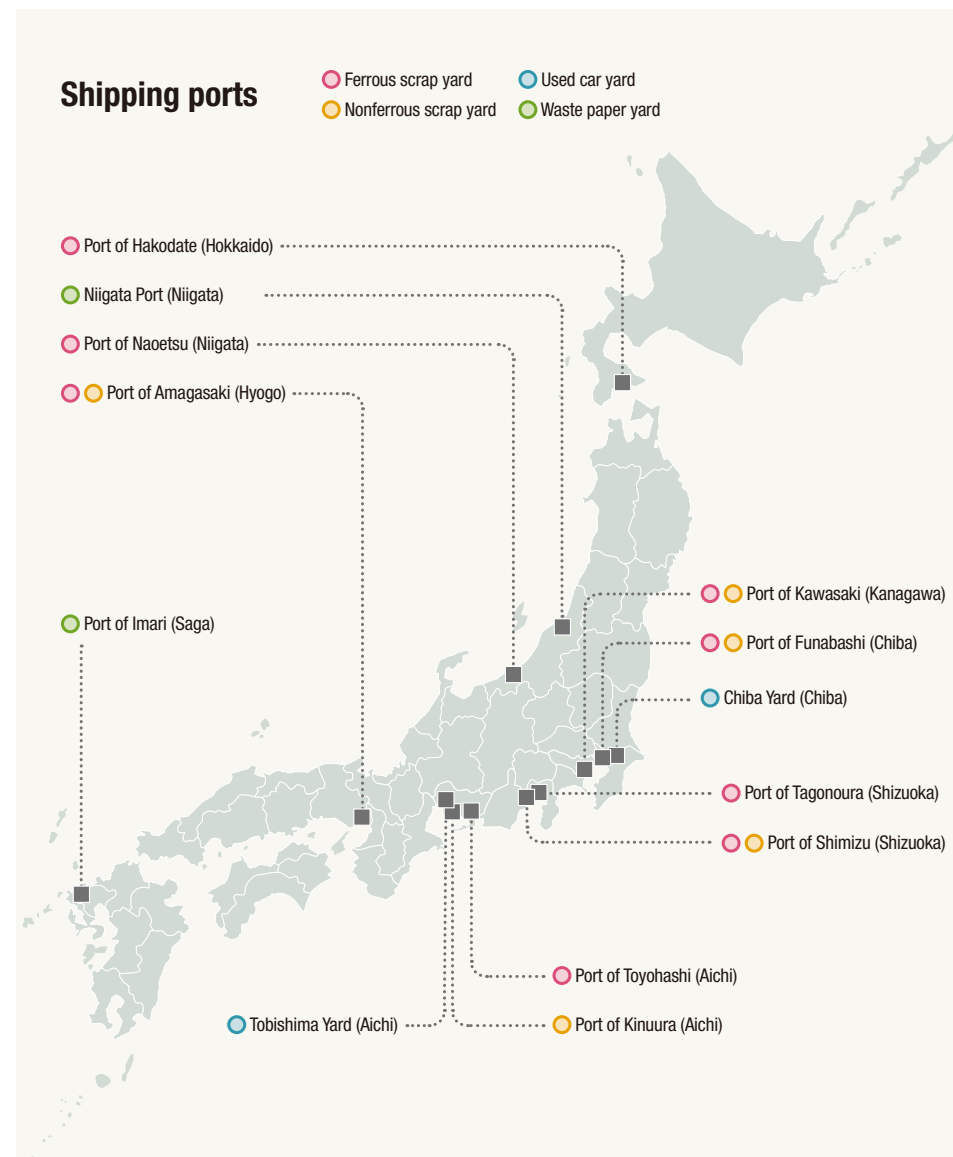 Shipping ports
Ferrous scrap yard
Used car yard
Nonferrous scrap yard
Waste paper yard
Port of Hakodate (Hokkaido)
Niigata Port (Niigata)
Port of Naoetsu (Niigata)
Port of Amagasaki (Hyogo)
Port of Kawasaki (Kanagawa)
Port of Imari (Saga)
Port of Funabashi (Chiba)
Chiba Yard (Chiba)
Port of Tagonoura (Shizuoka)
Port of Shimizu (Shizuoka)
Port of Toyohashi (Aichi)
Tobishima Yard (Aichi)
Port of Kinuura (Aichi)